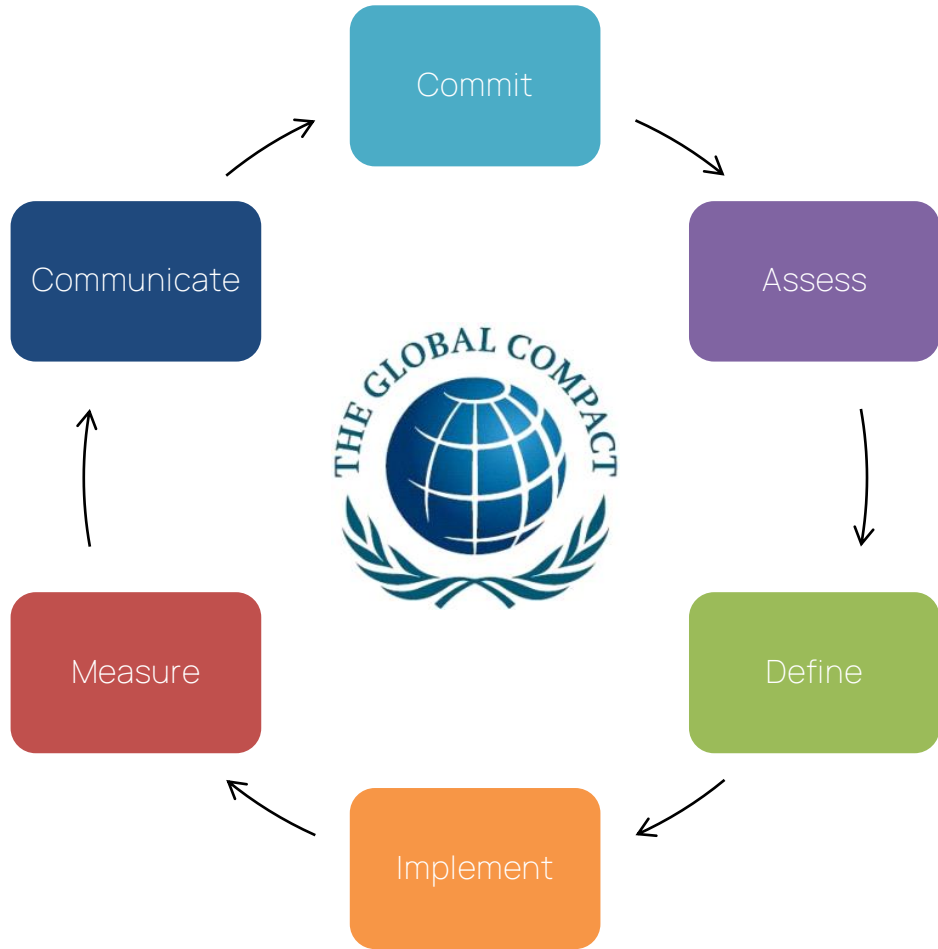 Commit
Assess
Define
Implement
Measure
Communicate
THE GLOBAL COMPACT